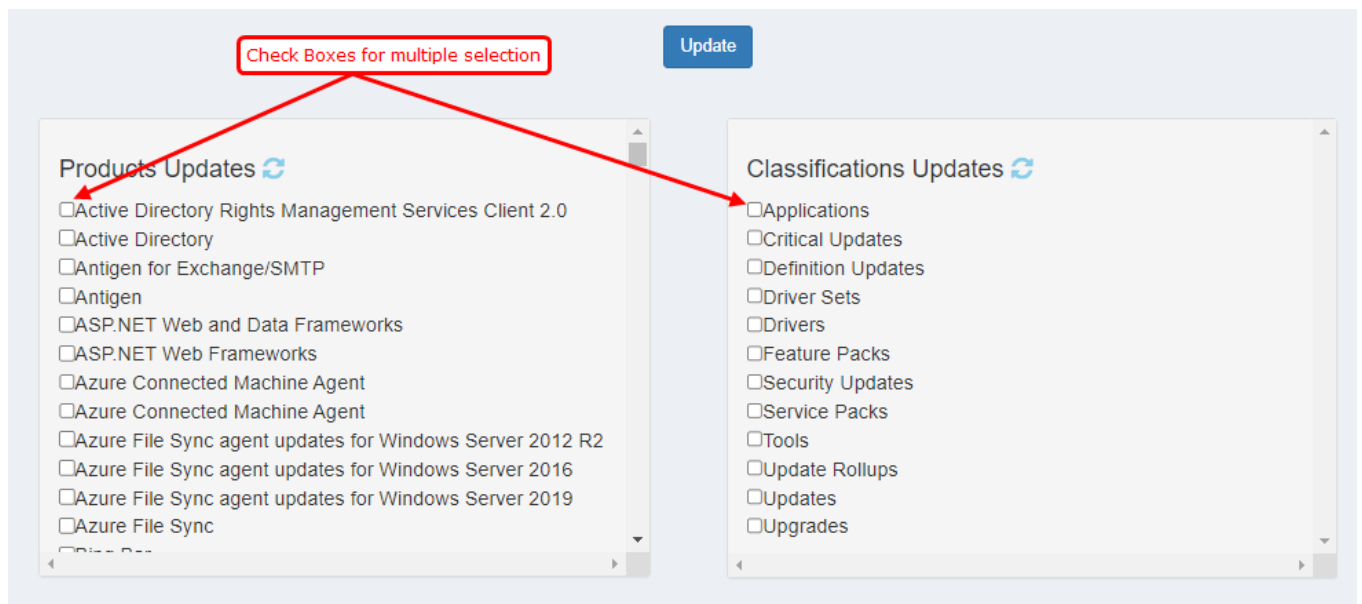 Check Boxes for multiple selection
Update
Products Updates
Active Directory Rights Management Services Client 2.0
Active Directory
Antigen for Exchange/SMTP
Antigen
ASP.NET Web and Data Frameworks
ASP.NET Web Frameworks
Azure Connected Machine Agent
Azure Connected Machine Agent
Azure File Sync agent updates for Windows Server 2012 R2
Azure File Sync agent updates for Windows Server 2016
Azure File Sync agent updates for Windows Server 2019
Azure File Sync
Bing Bar
Classifications Updates
Applications
Critical Updates
Definition Updates
Driver Sets
Drivers
Feature Packs
Security Updates
Service Packs
Tools
Update Rollups
Updates
Upgrades